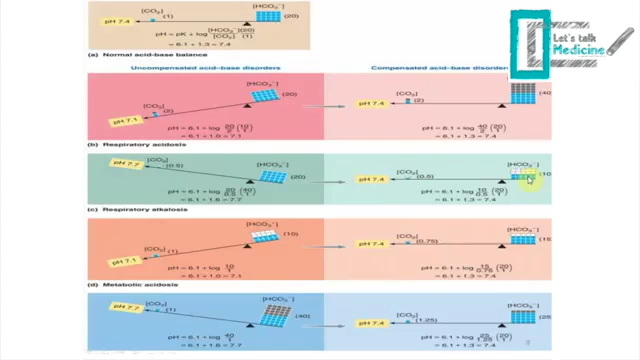 Let's talk
Medicine
[CO₂]
[HCO₃⁻]
pH 7.4
(1)
(20)
pH = pK + log [HCO₃⁻](20) / [CO₂] (1)
= 6.1 + 1.3 = 7.4
(a) Normal acid-base balance
Uncompensated acid–base disorders
Compensated acid–base disorder
[CO₂]
[HCO₃⁻]
(2)
(20)
pH 7.1
pH = 6.1 + log 20/2 (10/1)
= 6.1 + 1.0 = 7.1
pH 7.4
[CO₂]
(2)
(40
pH = 6.1 + log 40/2 (20/1)
= 6.1 + 1.3 = 7.4
(b) Respiratory acidosis
pH 7.7
[CO₂]
(0.5)
[HCO₃⁻]
(20)
pH = 6.1 + log 20/0.5 (40/1)
= 6.1 + 1.6 = 7.7
pH 7.4
[CO₂]
(0.5)
[HCO₃⁻]
(10
pH = 6.1 + log 10/0.5 (20/1)
= 6.1 + 1.3 = 7.4
(c) Respiratory alkalosis
[CO₂]
(1)
[HCO₃⁻]
(10)
pH 7.1
pH = 6.1 + log 10/1
= 6.1 + 1.0 = 7.1
pH 7.4
[CO₂]
(0.75)
[HCO₃⁻]
(15
pH = 6.1 + log 15/0.75 (20/1)
= 6.1 + 1.3 = 7.4
(d) Metabolic acidosis
pH 7.7
[CO₂]
(1)
[HCO₃⁻]
(40)
pH = 6.1 + log 40/1
= 6.1 + 1.6 = 7.7
pH 7.4
[CO₂]
(1.25)
[HCO₃⁻]
(25
pH = 6.1 + log 25/1.25 (20/1)
= 6.1 + 1.3 = 7.4